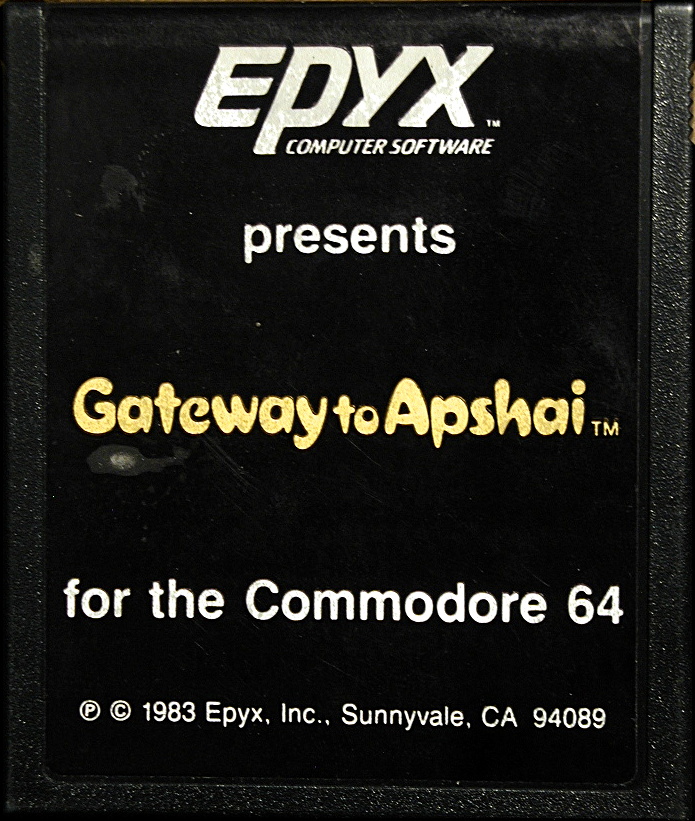 EPYX™
COMPUTER SOFTWARE
presents
Gateway to Apshai™
for the Commodore 64
℗ © 1983 Epyx, Inc., Sunnyvale, CA 94089